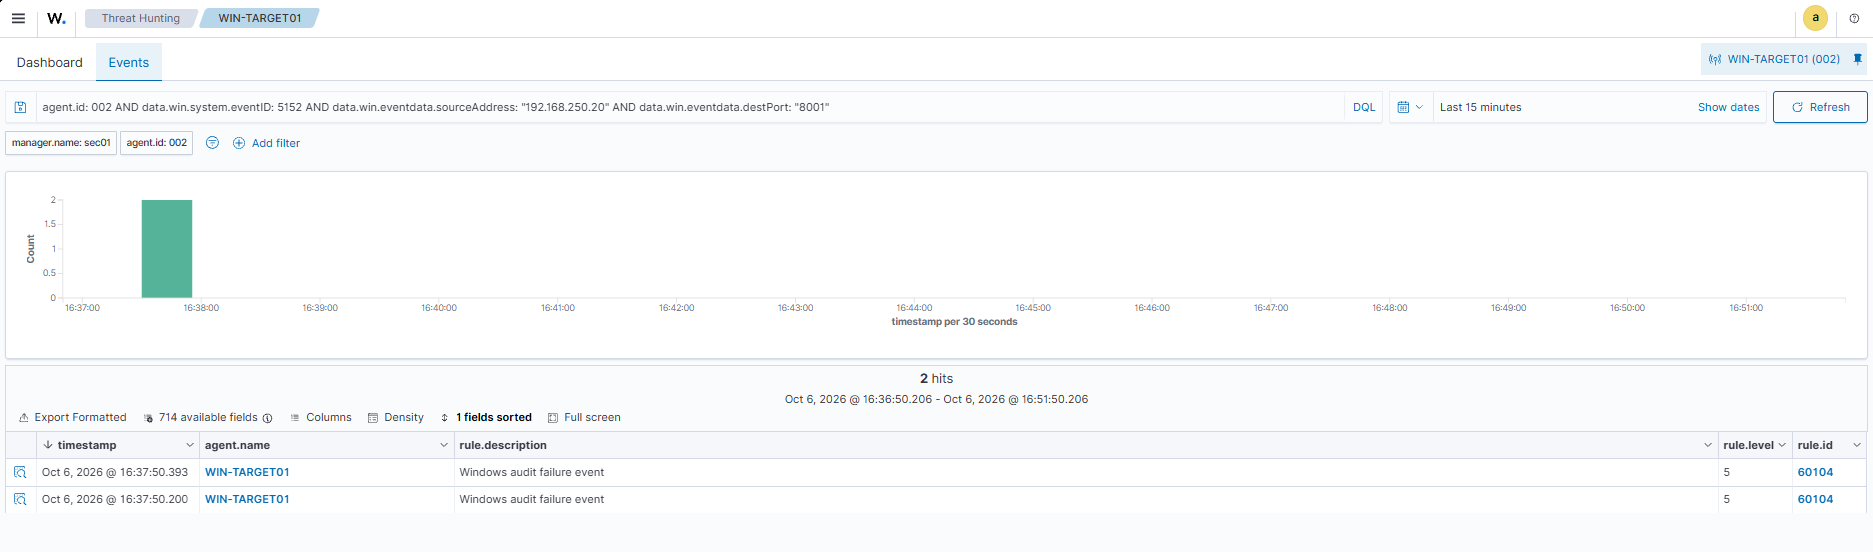 W. Threat Hunting WIN-TARGET01 a
Dashboard Events WIN-TARGET01 (002)
agent.id: 002 AND data.win.system.eventID: 5152 AND data.win.eventdata.sourceAddress: "192.168.250.20" AND data.win.eventdata.destPort: "8001" DQL Last 15 minutes Show dates Refresh
manager.name: sec01 agent.id: 002 Add filter
2
1.5
1
0.5
0
Count
16:37:00 16:38:00 16:39:00 16:40:00 16:41:00 16:42:00 16:43:00 16:44:00 16:45:00 16:46:00 16:47:00 16:48:00 16:49:00 16:50:00 16:51:00
timestamp per 30 seconds
2 hits
Oct 6, 2026 @ 16:36:50.206 - Oct 6, 2026 @ 16:51:50.206
Export Formatted 714 available fields Columns Density 1 fields sorted Full screen
timestamp agent.name rule.description rule.level rule.id
Oct 6, 2026 @ 16:37:50.393 WIN-TARGET01 Windows audit failure event 5 60104
Oct 6, 2026 @ 16:37:50.200 WIN-TARGET01 Windows audit failure event 5 60104